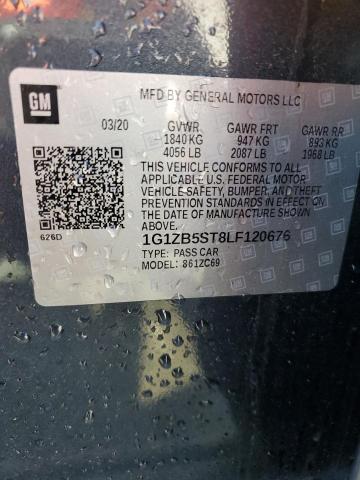 GM
MFD BY GENERAL MOTORS LLC
03/20 GVWR GAWR FRT GAWR RR
1840 KG 947 KG 893 KG
4056 LB 2087 LB 1968 LB
THIS VEHICLE CONFORMS TO ALL
APPLICABLE U.S. FEDERAL MOTOR
VEHICLE SAFETY, BUMPER, AND THEFT
PREVENTION STANDARDS IN EFFECT ON
THE DATE OF MANUFACTURE SHOWN
ABOVE.
626D
1G1ZB5ST8LF120676
TYPE: PASS CAR
MODEL: 861ZC69